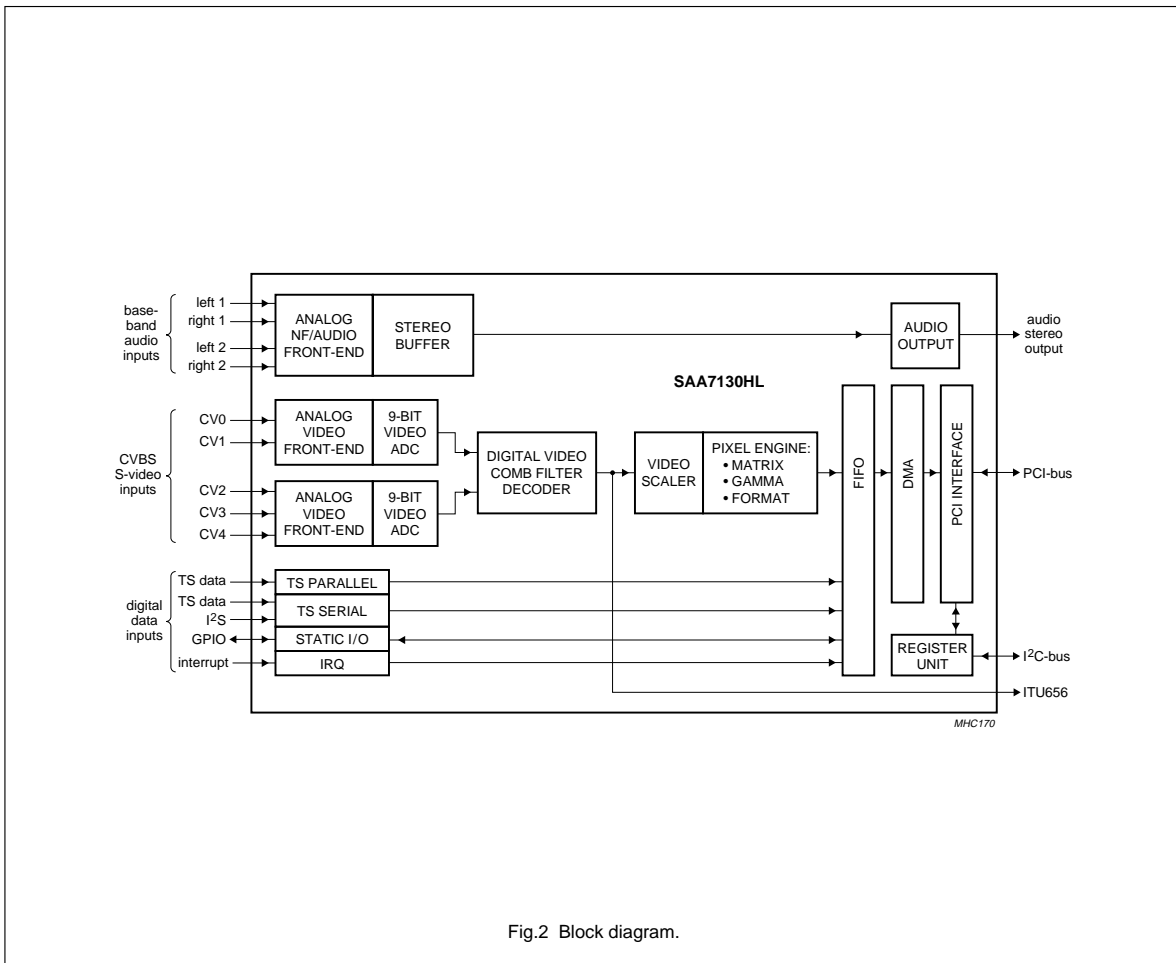 base-
band
audio
inputs
left 1
right 1
left 2
right 2
ANALOG
NF/AUDIO
FRONT-END
STEREO
BUFFER
AUDIO
OUTPUT
audio
stereo
output
SAA7130HL
CVBS
S-video
inputs
CV0
CV1
CV2
CV3
CV4
ANALOG
VIDEO
FRONT-END
9-BIT
VIDEO
ADC
ANALOG
VIDEO
FRONT-END
9-BIT
VIDEO
ADC
DIGITAL VIDEO
COMB FILTER
DECODER
VIDEO
SCALER
PIXEL ENGINE:
• MATRIX
• GAMMA
• FORMAT
FIFO
DMA
PCI INTERFACE
PCI-bus
digital
data
inputs
TS data
TS data
I²S
GPIO
interrupt
TS PARALLEL
TS SERIAL
STATIC I/O
IRQ
REGISTER
UNIT
I²C-bus
ITU656
MHC170
Fig.2 Block diagram.